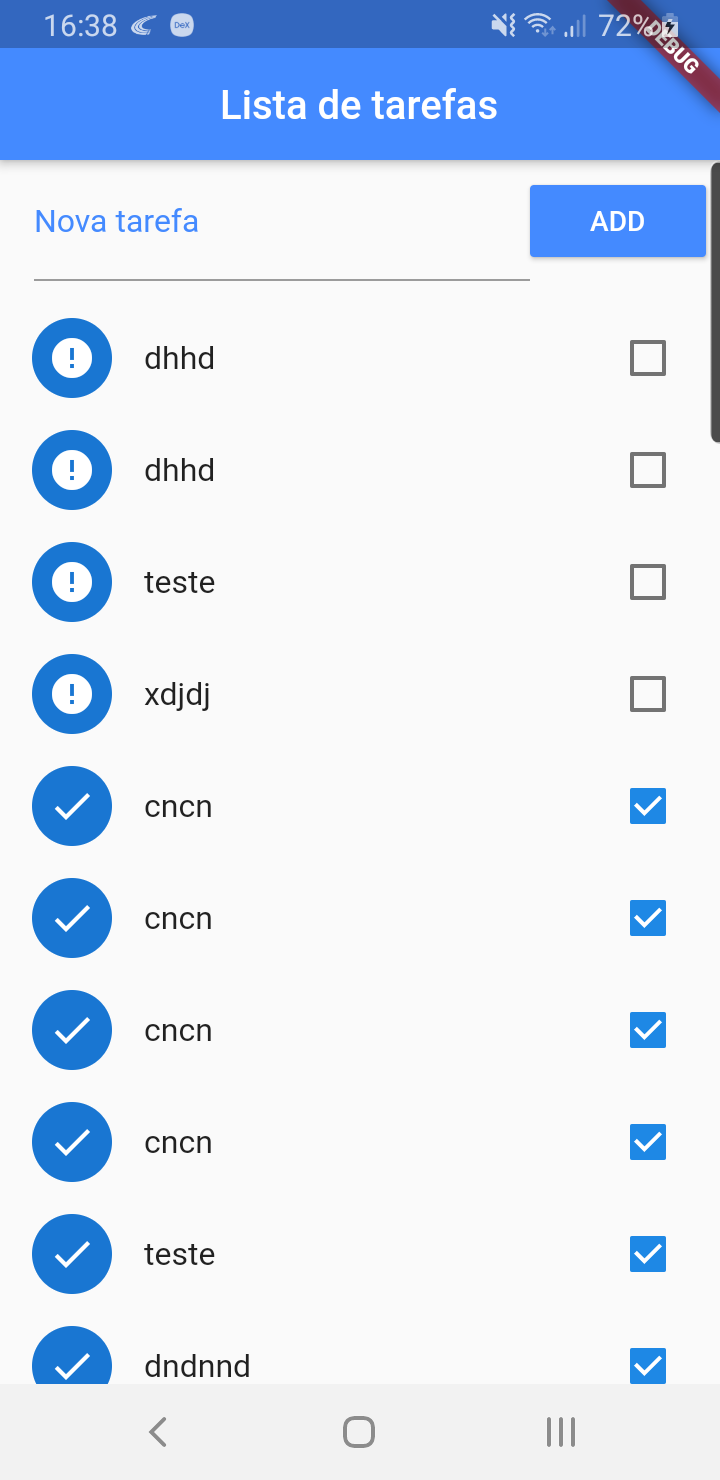 16:38 DeX 72%
DEBUG
Lista de tarefas
Nova tarefa ADD
dhhd
dhhd
teste
xdjdj
cncn
cncn
cncn
cncn
teste
dndnnd